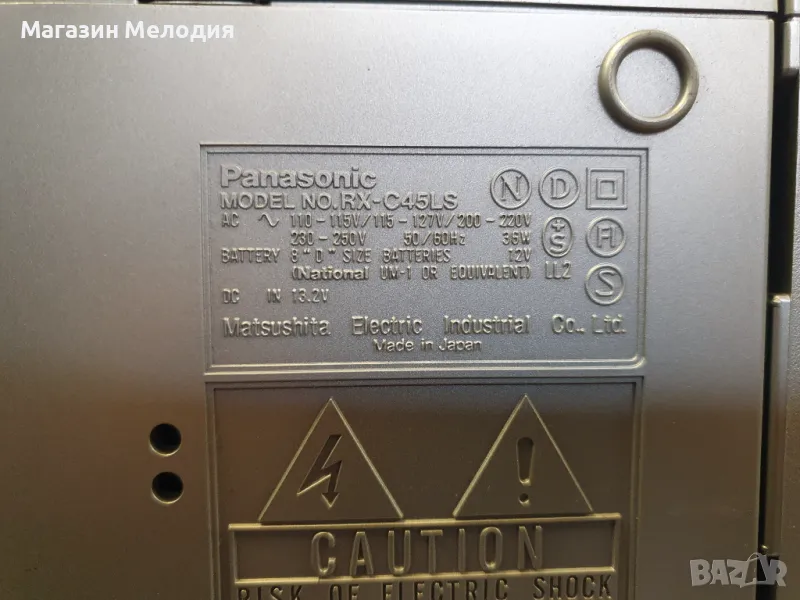 Магазин Мелодия
Panasonic
MODEL NO. RX-C45LS
AC ∿ 110-115V/115-127V/200-220V
230-250V 50/60Hz 36W
BATTERY 8"D" SIZE BATTERIES 12V
(National UM-1 OR EQUIVALENT)
DC IN 13.2V
N D
+S FI
LL2 S
Matsushita Electric Industrial Co., Ltd.
Made in Japan
CAUTION
RISK OF ELECTRIC SHOCK
BAZAR